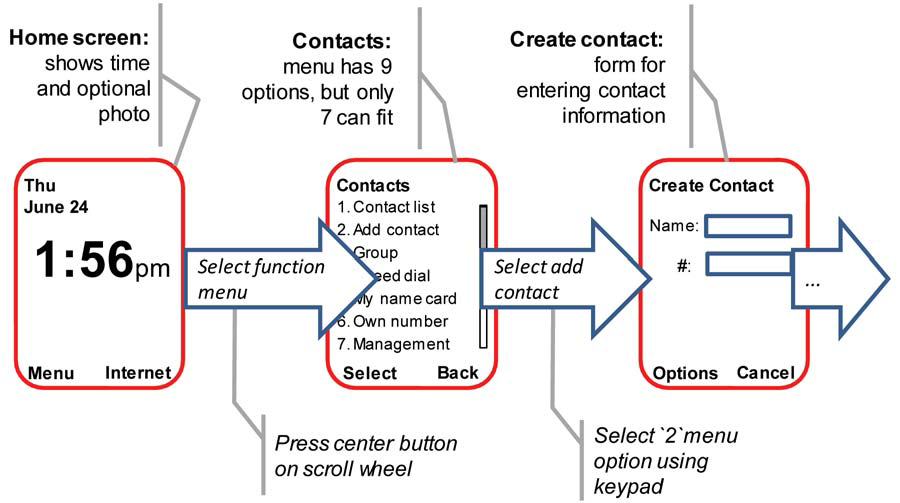 Home screen:
shows time
and optional
photo
Contacts:
menu has 9
options, but only
7 can fit
Create contact:
form for
entering contact
information
Thu
June 24
1:56pm
Menu Internet
Select function
menu
Contacts
1. Contact list
2. Add contact
Group
eed dial
My name card
6. Own number
7. Management
Select Back
Select add
contact
Create Contact
Name:
#:
Options Cancel
...
Press center button
on scroll wheel
Select `2`menu
option using
keypad